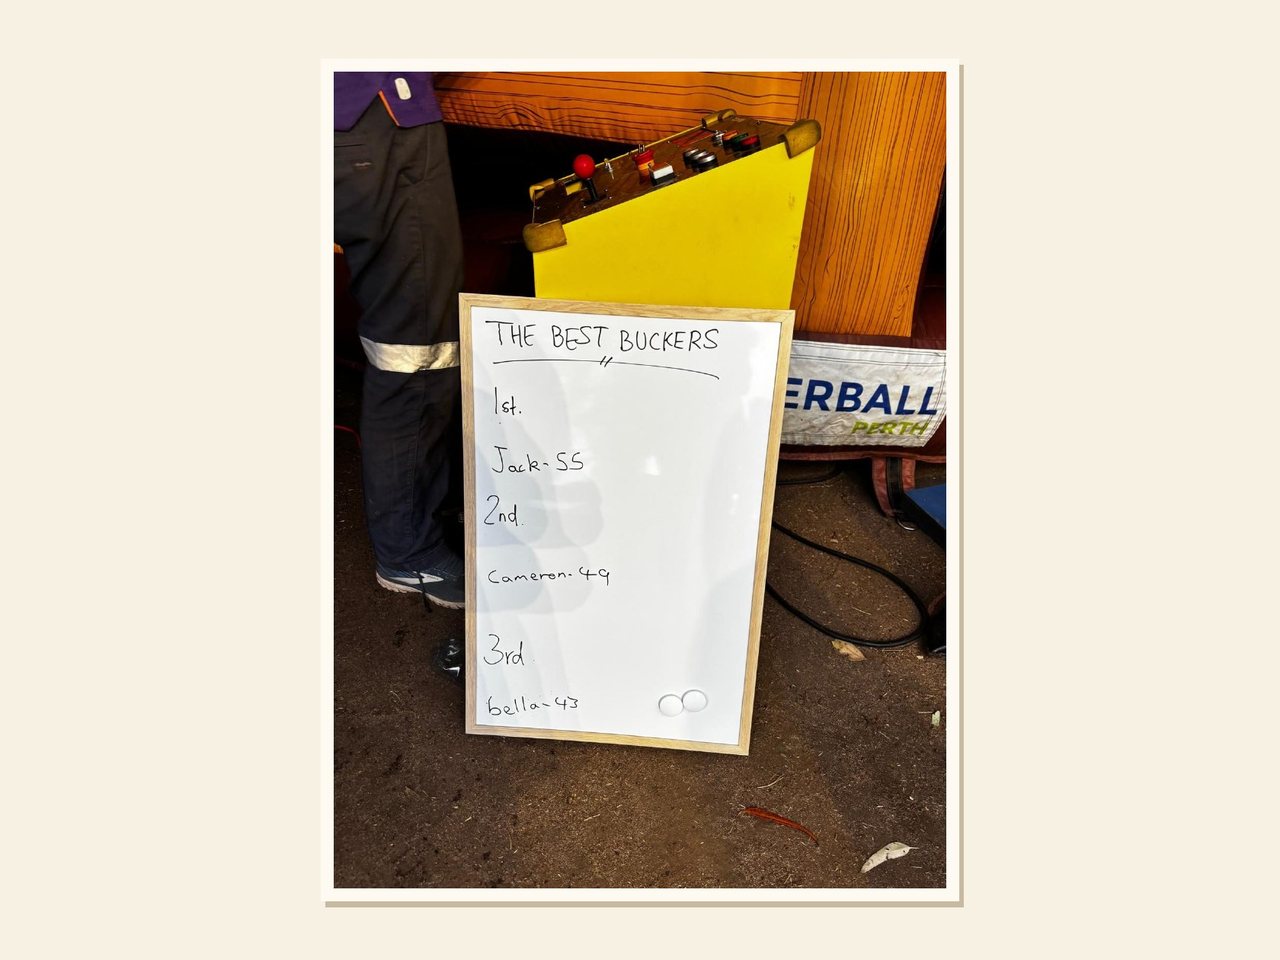 THE BEST BUCKERS
1st.
Jack-55
2nd.
Cameron-49
3rd.
bella-43
ERBALL
PERTH